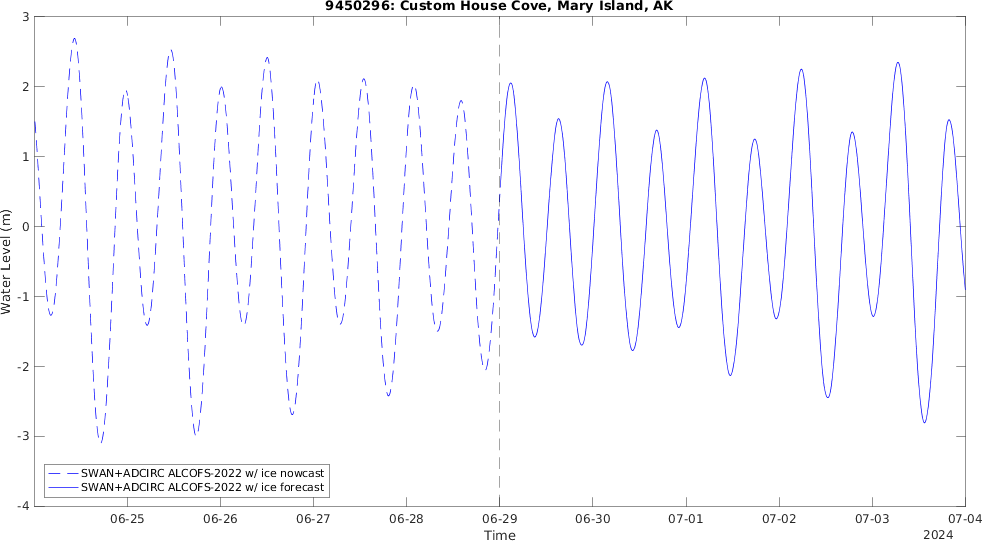 9450296: Custom House Cove, Mary Island, AK
3
2
1
0
-1
-2
-3
-4
Water Level (m)
SWAN+ADCIRC ALCOFS-2022 w/ ice nowcast
SWAN+ADCIRC ALCOFS-2022 w/ ice forecast
06-25 06-26 06-27 06-28 06-29 06-30 07-01 07-02 07-03 07-04
Time
2024